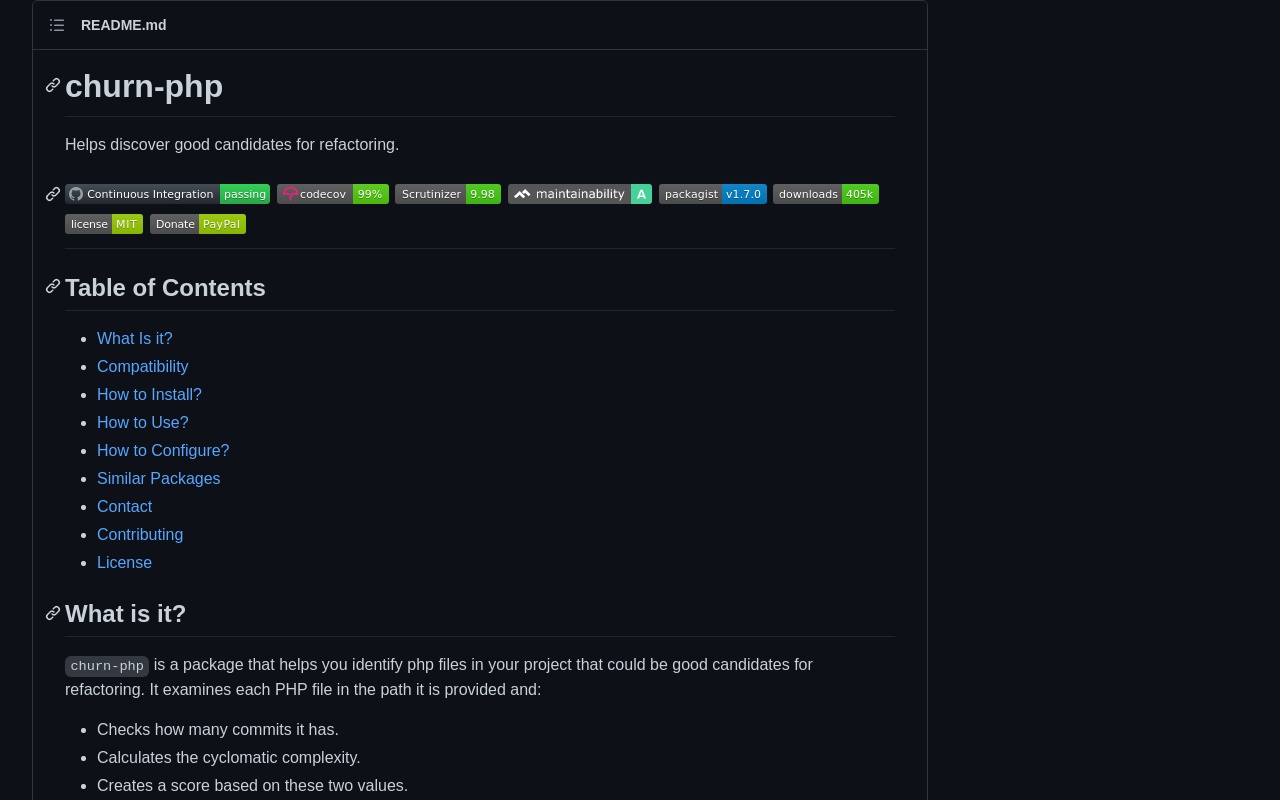 README.md
churn-php
Helps discover good candidates for refactoring.
Continuous Integration passing codecov 99% Scrutinizer 9.98 maintainability A packagist v1.7.0 downloads 405k
license MIT Donate PayPal
Table of Contents
What Is it?
Compatibility
How to Install?
How to Use?
How to Configure?
Similar Packages
Contact
Contributing
License
What is it?
churn-php is a package that helps you identify php files in your project that could be good candidates for
refactoring. It examines each PHP file in the path it is provided and:
Checks how many commits it has.
Calculates the cyclomatic complexity.
Creates a score based on these two values.